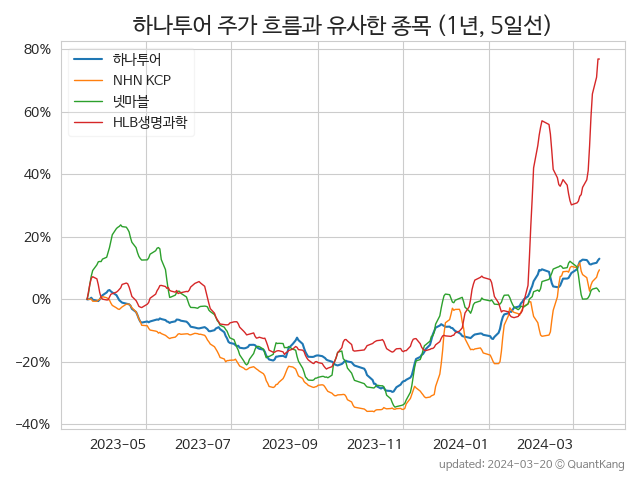 하나투어 주가 흐름과 유사한 종목 (1년, 5일선)
하나투어
NHN KCP
넷마블
HLB생명과학
80%
60%
40%
20%
0%
−20%
−40%
2023-05
2023-07
2023-09
2023-11
2024-01
2024-03
updated: 2024-03-20 © QuantKang